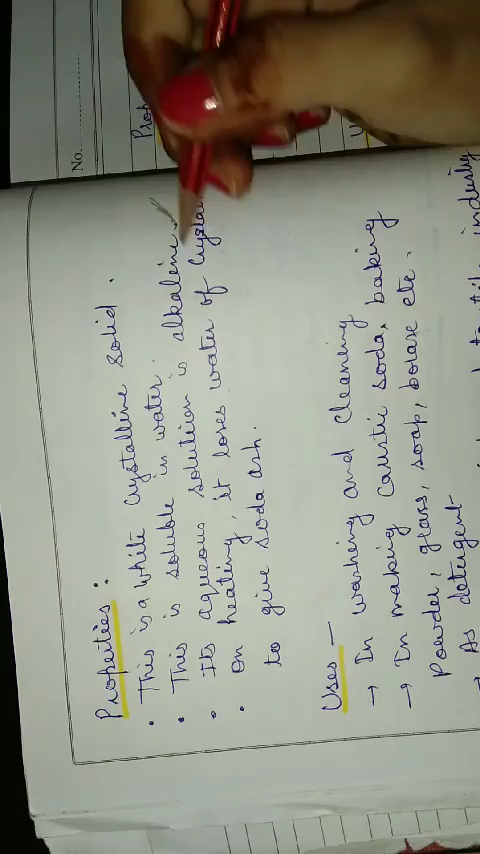 No.
Prop
Properties :
• This is a white crystalline solid .
• This is soluble in water .
• Its aqueous solution is alkaline.
• On heating, it loses water of
to give soda ash.
Uses -
→ In washing and cleaning
→ In making caustic soda, baking
Powder, glass, soap, borax etc.
→ As detergent industry